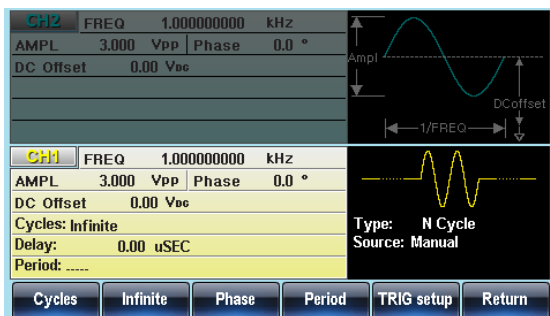 CH2 FREQ 1.000000000 kHz
AMPL 3.000 Vpp Phase 0.0 °
DC Offset 0.00 VDC
Ampl
DCoffset
1/FREQ
CH1 FREQ 1.000000000 kHz
AMPL 3.000 Vpp Phase 0.0 °
DC Offset 0.00 VDC
Cycles: Infinite
Delay: 0.00 uSEC
Period: -----
Type: N Cycle
Source: Manual
Cycles Infinite Phase Period TRIG setup Return